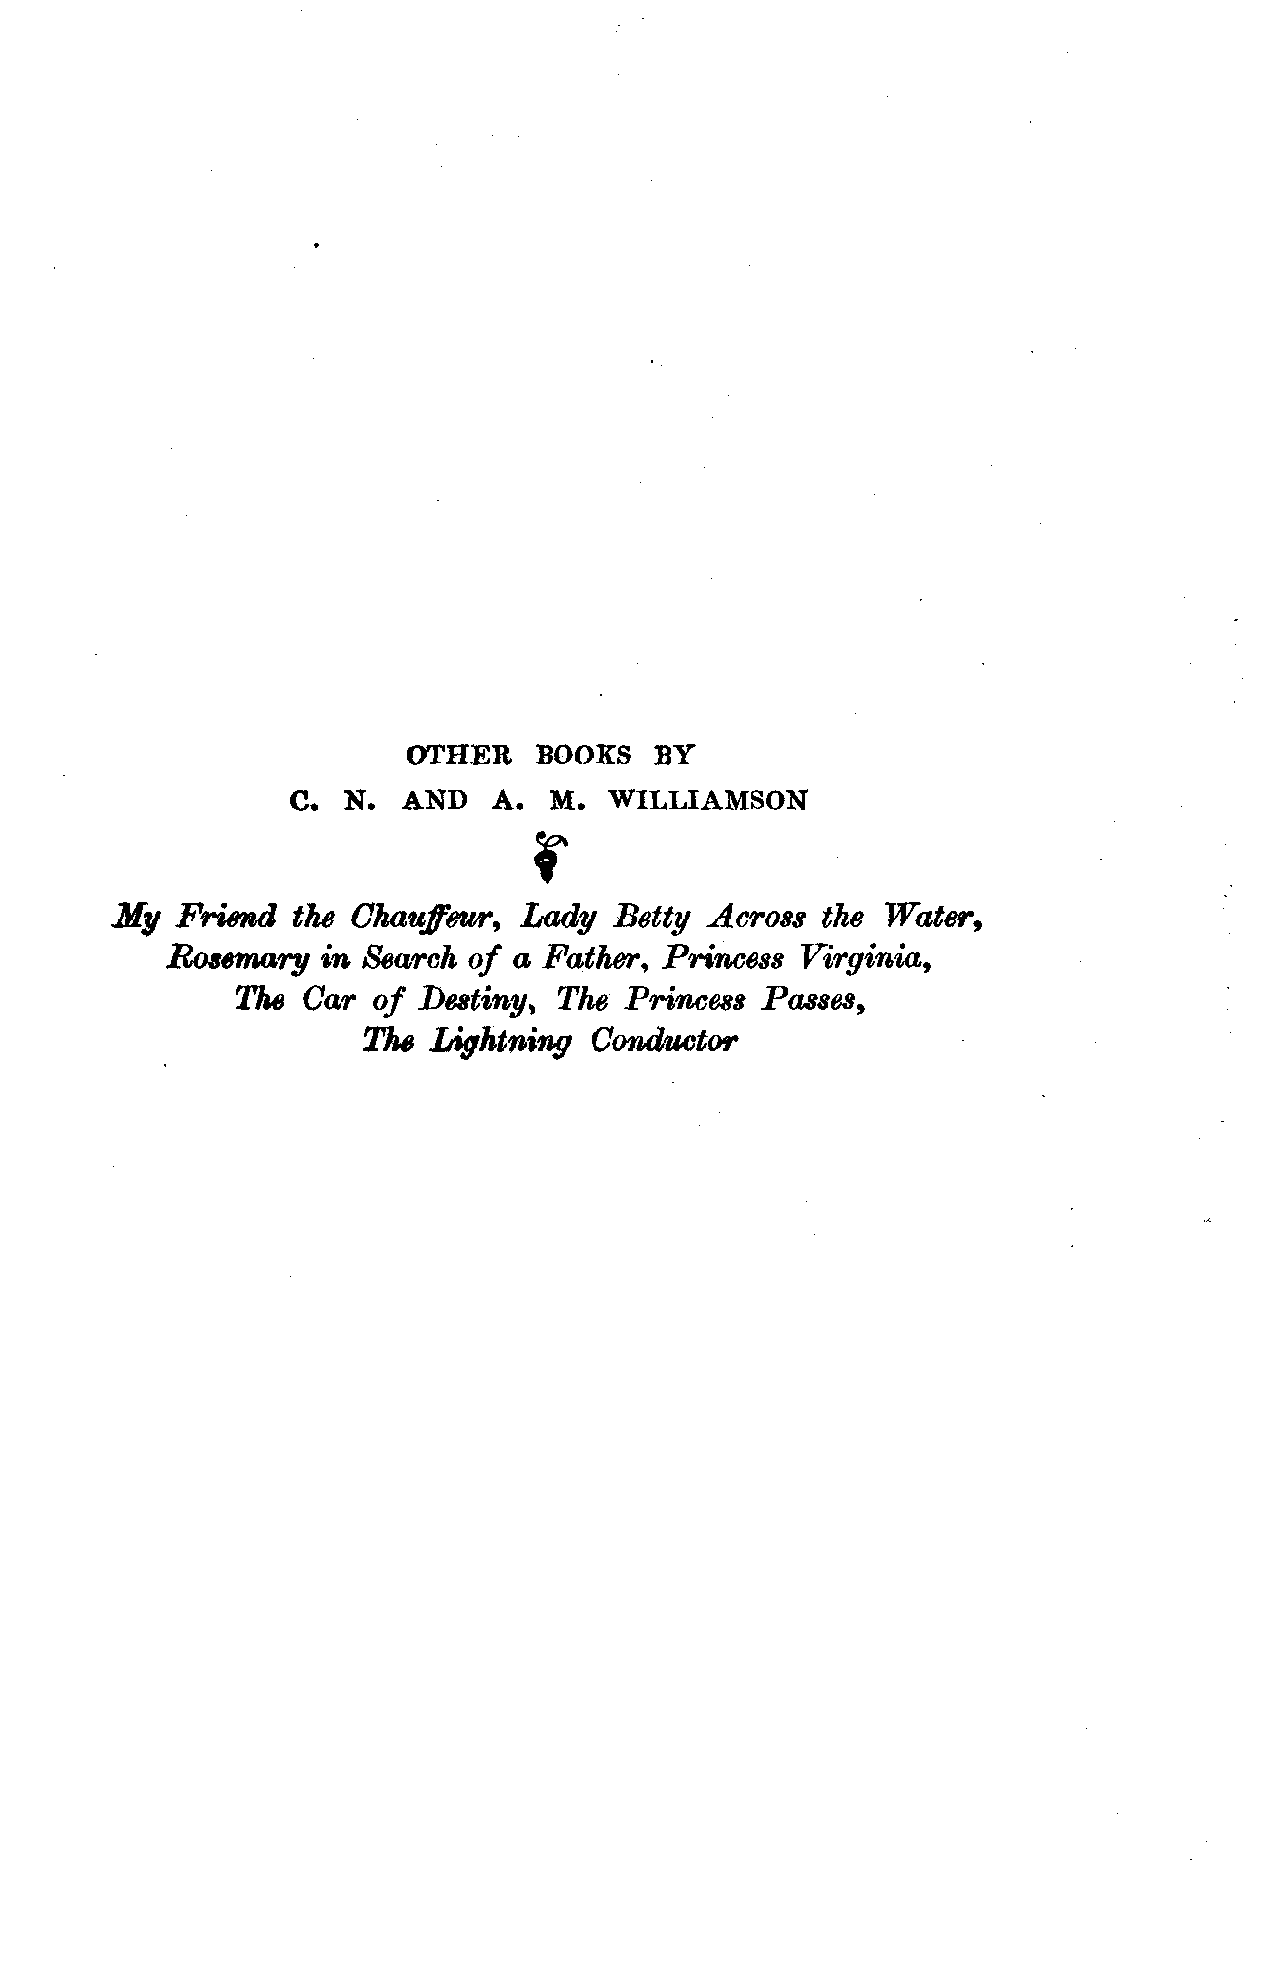 OTHER BOOKS BY
C. N. AND A. M. WILLIAMSON
My Friend the Chauffeur, Lady Betty Across the Water,
Rosemary in Search of a Father, Princess Virginia,
The Car of Destiny, The Princess Passes,
The Lightning Conductor